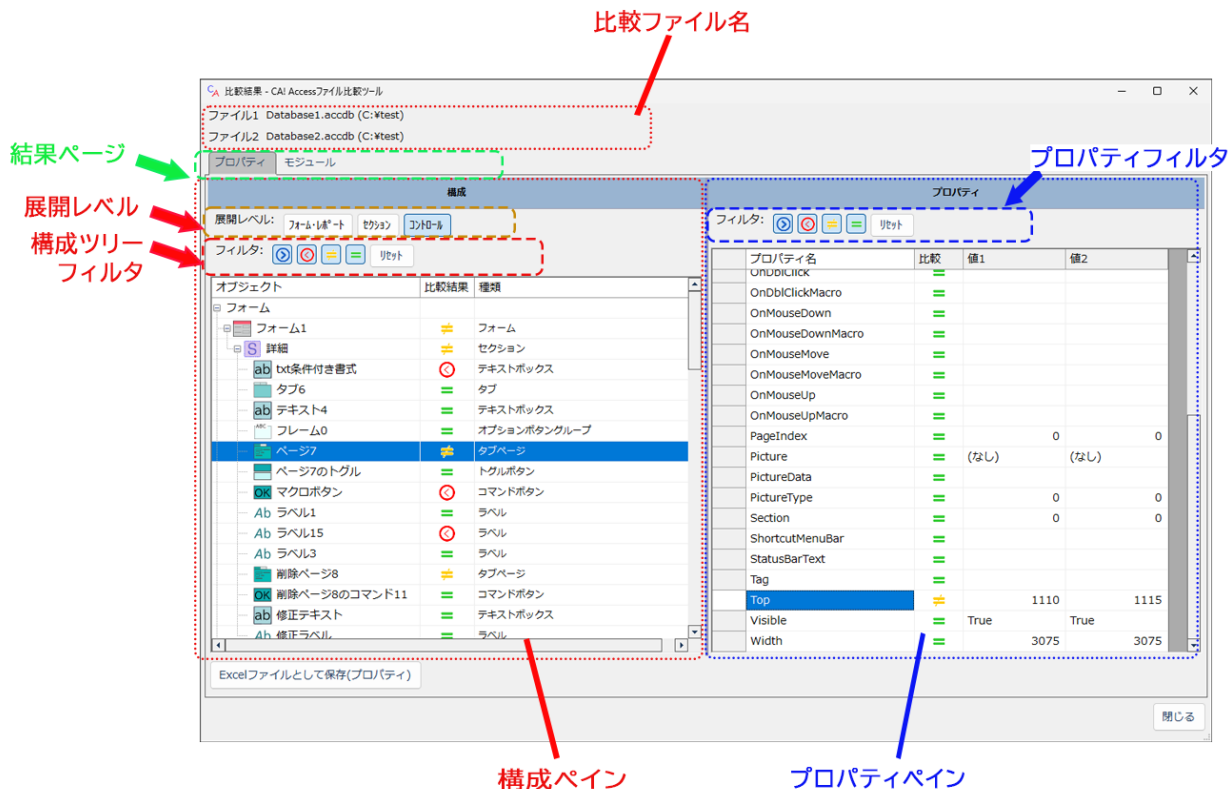 比較ファイル名
CA 比較結果 - CA! Accessファイル比較ツール
ファイル1 Database1.accdb (C:¥test)
ファイル2 Database2.accdb (C:¥test)
結果ページ
プロパティ モジュール
プロパティフィルタ
構成 プロパティ
展開レベル
展開レベル: フォーム・レポート セクション コントロール
フィルタ: リセット
構成ツリー
フィルタ
フィルタ: リセット
オブジェクト 比較結果 種類
フォーム
フォーム1 ≠ フォーム
S 詳細 ≠ セクション
ab txt条件付き書式 < テキストボックス
タブ6 = タブ
ab テキスト4 = テキストボックス
ABC フレーム0 = オプションボタングループ
ページ7 ≠ タブページ
ページ7のトグル = トグルボタン
OK マクロボタン < コマンドボタン
Ab ラベル1 = ラベル
Ab ラベル15 < ラベル
Ab ラベル3 = ラベル
削除ページ8 ≠ タブページ
OK 削除ページ8のコマンド11 = コマンドボタン
ab 修正テキスト = テキストボックス
Ab 修正ラベル = ラベル
プロパティ名 比較 値1 値2
OnDblClick =
OnDblClickMacro =
OnMouseDown =
OnMouseDownMacro =
OnMouseMove =
OnMouseMoveMacro =
OnMouseUp =
OnMouseUpMacro =
PageIndex = 0 0
Picture = (なし) (なし)
PictureData =
PictureType = 0 0
Section = 0 0
ShortcutMenuBar =
StatusBarText =
Tag =
Top ≠ 1110 1115
Visible = True True
Width = 3075 3075
Excelファイルとして保存(プロパティ)
閉じる
構成ペイン
プロパティペイン